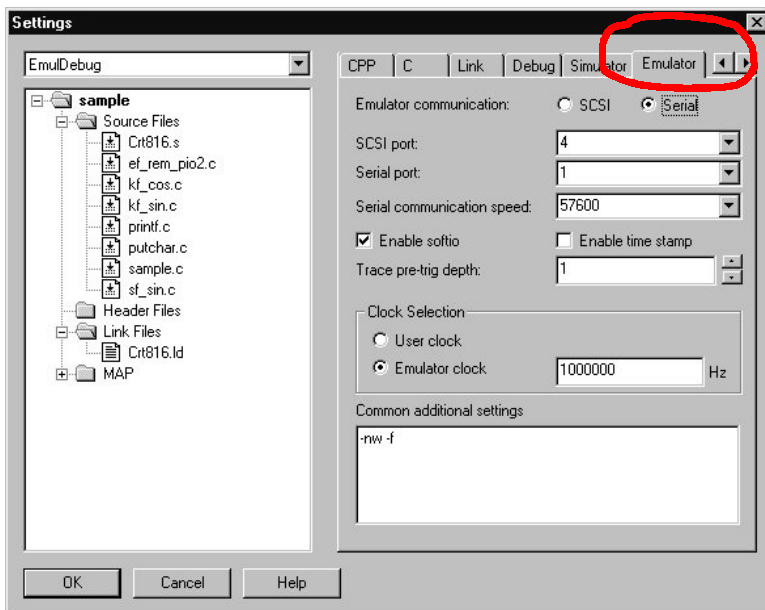 Settings
EmulDebug
sample
Source Files
Crt816.s
ef_rem_pio2.c
kf_cos.c
kf_sin.c
printf.c
putchar.c
sample.c
sf_sin.c
Header Files
Link Files
Crt816.ld
MAP
CPP C Link Debug Simulator Emulator
Emulator communication: SCSI Serial
SCSI port: 4
Serial port: 1
Serial communication speed: 57600
Enable softio Enable time stamp
Trace pre-trig depth: 1
Clock Selection
User clock
Emulator clock 1000000 Hz
Common additional settings
-nw -f
OK Cancel Help